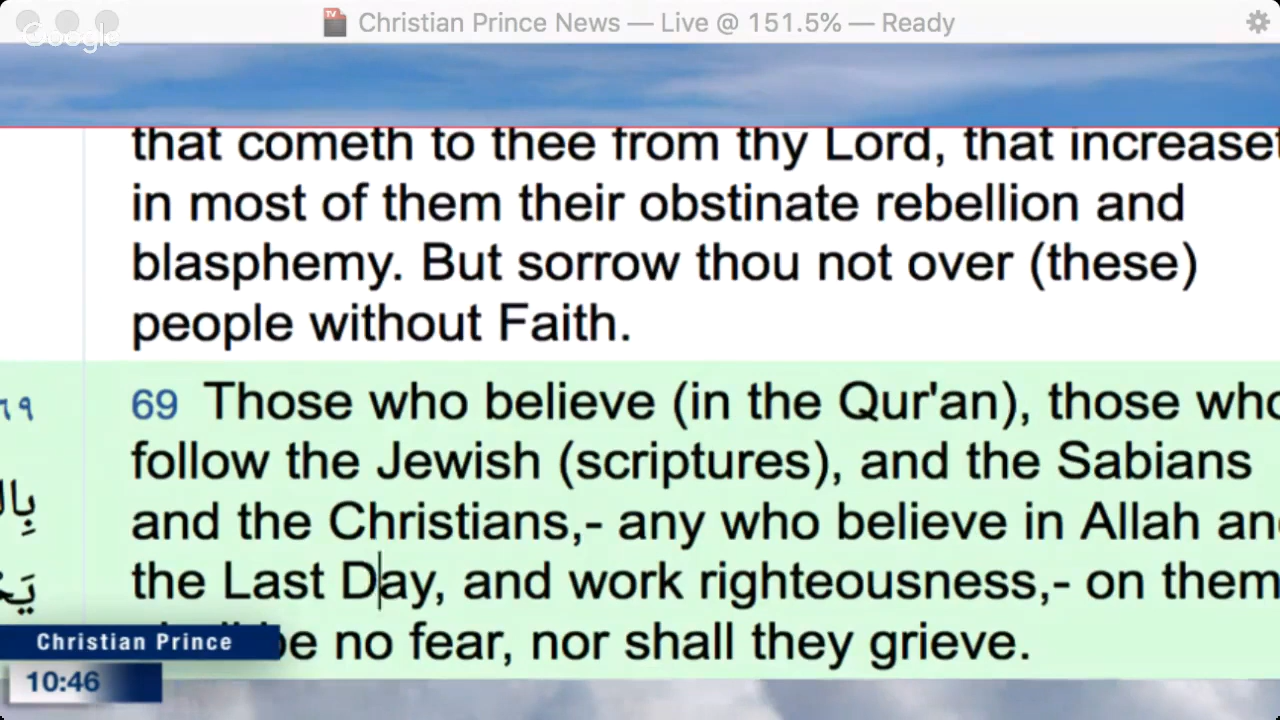 Christian Prince News — Live @ 151.5% — Ready
Google
that cometh to thee from thy Lord, that increaset
in most of them their obstinate rebellion and
blasphemy. But sorrow thou not over (these)
people without Faith.
69 Those who believe (in the Qur'an), those who
follow the Jewish (scriptures), and the Sabians
and the Christians,- any who believe in Allah an
the Last Day, and work righteousness,- on them
be no fear, nor shall they grieve.
Christian Prince
10:46